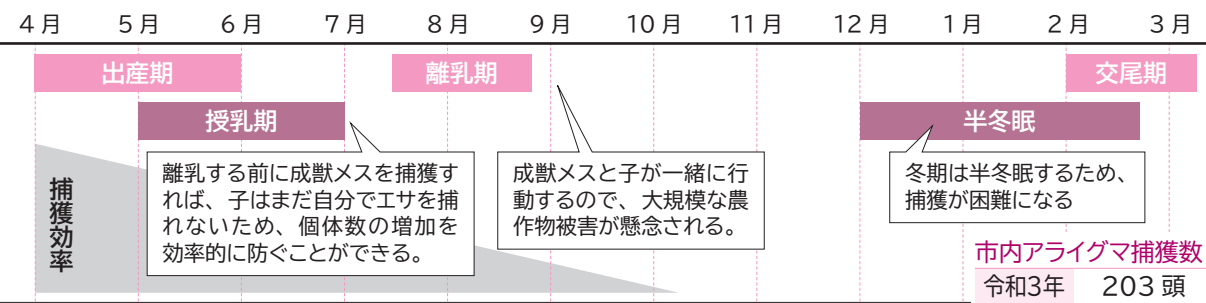 4月 5月 6月 7月 8月 9月 10月 11月 12月 1月 2月 3月
出産期 離乳期 交尾期
授乳期 半冬眠
捕獲効率
離乳する前に成獣メスを捕獲す
れば、子はまだ自分でエサを捕
れないため、個体数の増加を
効率的に防ぐことができる。
成獣メスと子が一緒に行
動するので、大規模な農
作物被害が懸念される。
冬期は半冬眠するため、
捕獲が困難になる
市内アライグマ捕獲数
令和3年 203頭